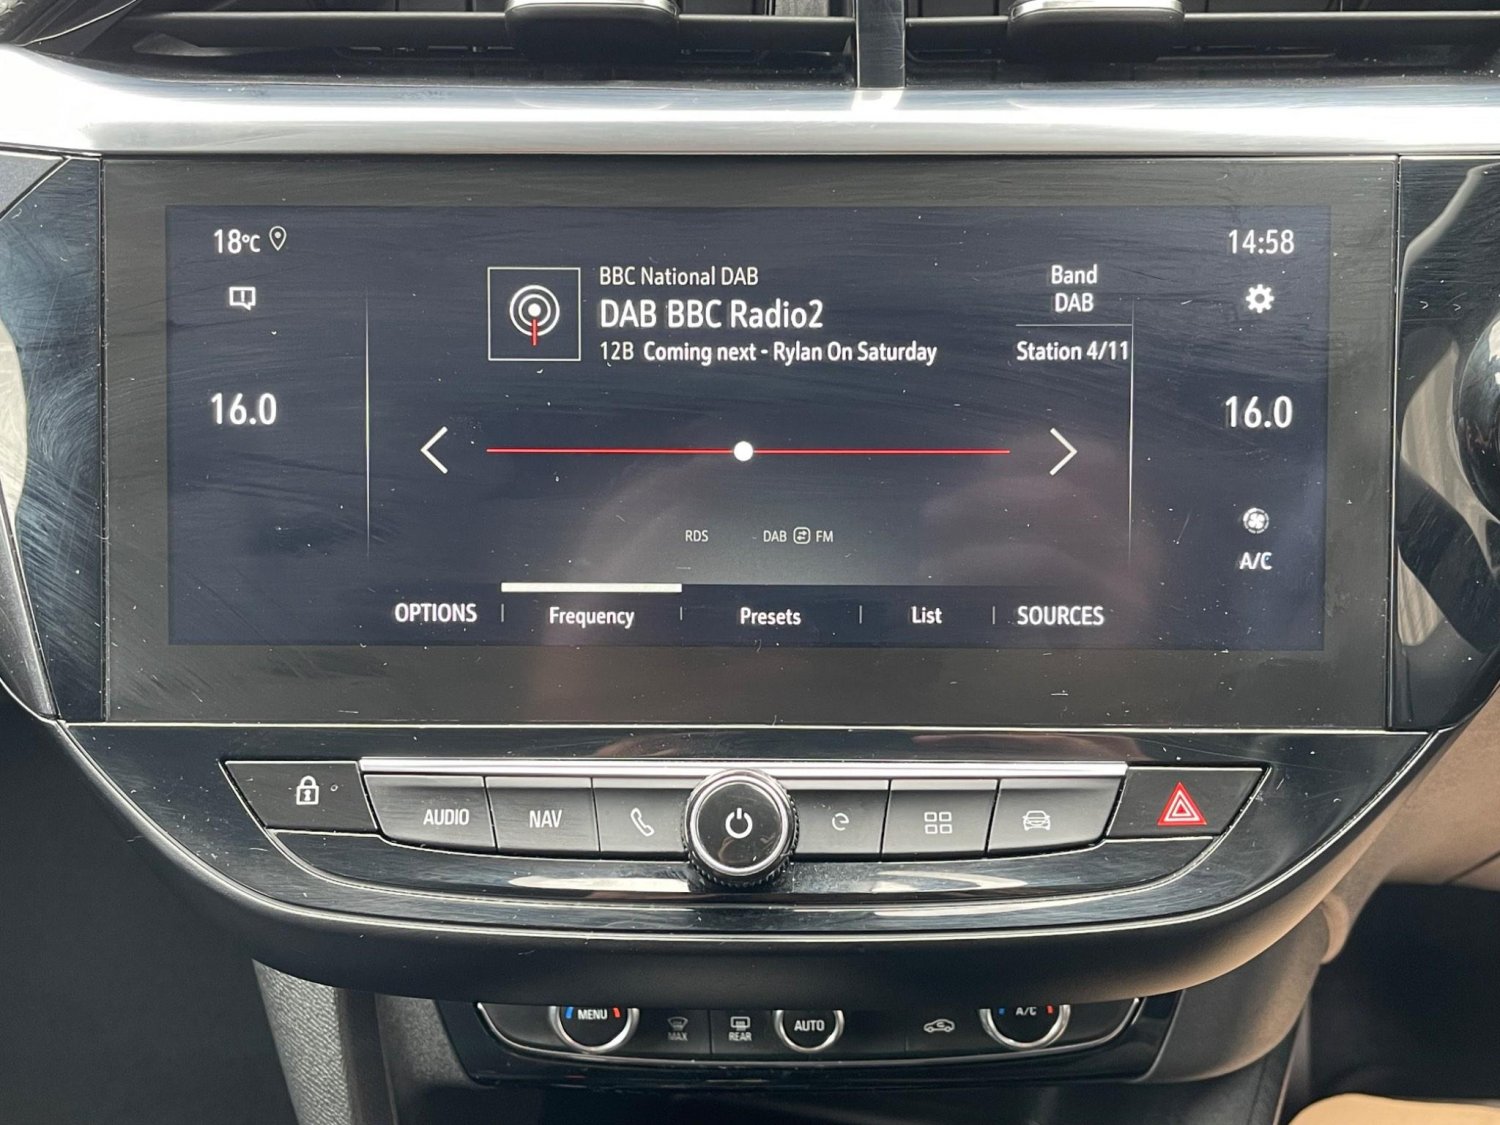 18°C
14:58
BBC National DAB
DAB BBC Radio2
12B Coming next - Rylan On Saturday
Band
DAB
Station 4/11
16.0
16.0
RDS
DAB FM
A/C
OPTIONS Frequency Presets List SOURCES
AUDIO NAV
MENU
MAX
REAR
AUTO
A/C